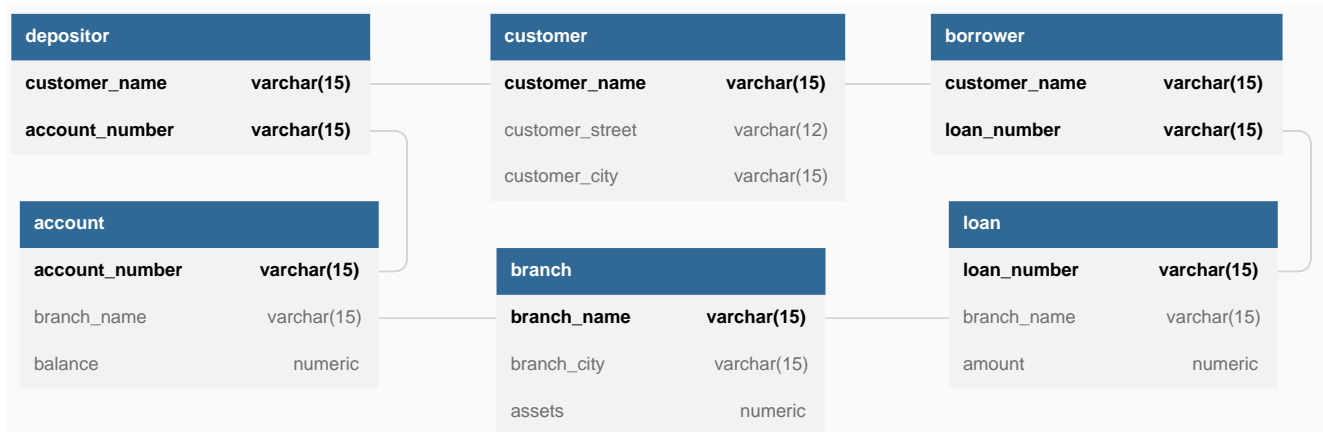 depositor
customer_name varchar(15)
account_number varchar(15)
customer
customer_name varchar(15)
customer_street varchar(12)
customer_city varchar(15)
borrower
customer_name varchar(15)
loan_number varchar(15)
account
account_number varchar(15)
branch_name varchar(15)
balance numeric
branch
branch_name varchar(15)
branch_city varchar(15)
assets numeric
loan
loan_number varchar(15)
branch_name varchar(15)
amount numeric